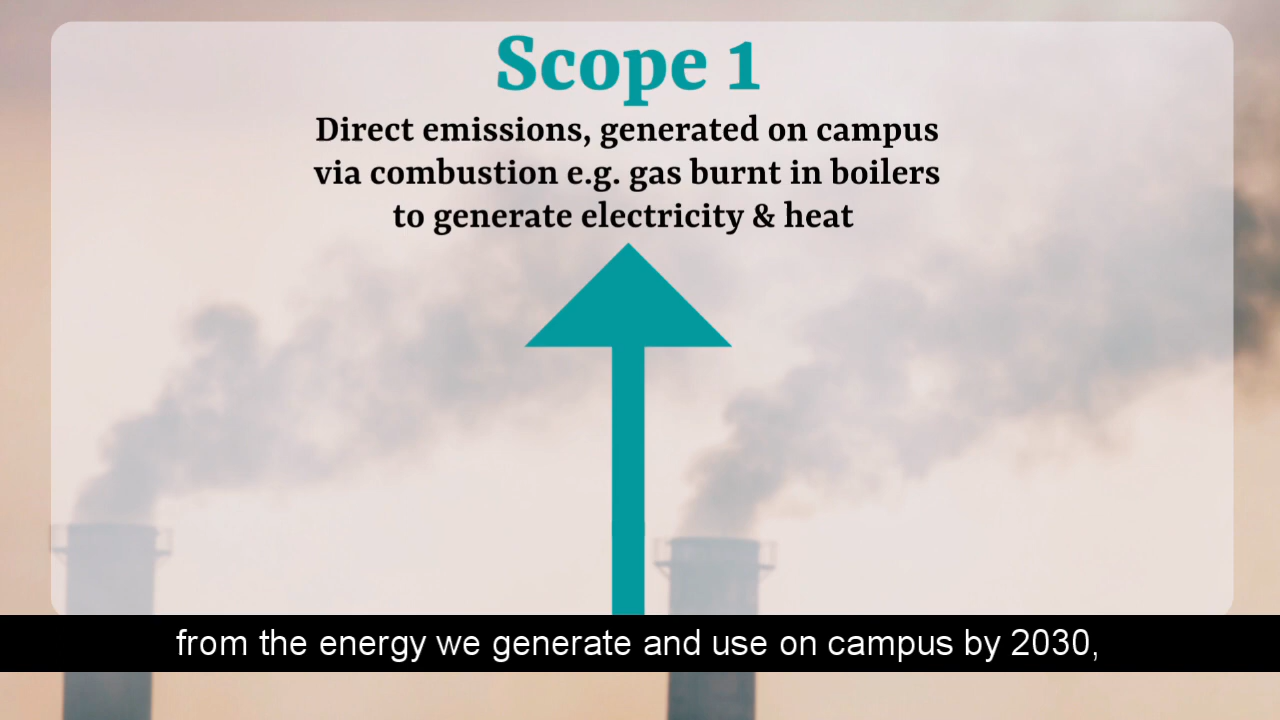 Scope 1
Direct emissions, generated on campus
via combustion e.g. gas burnt in boilers
to generate electricity & heat
from the energy we generate and use on campus by 2030,